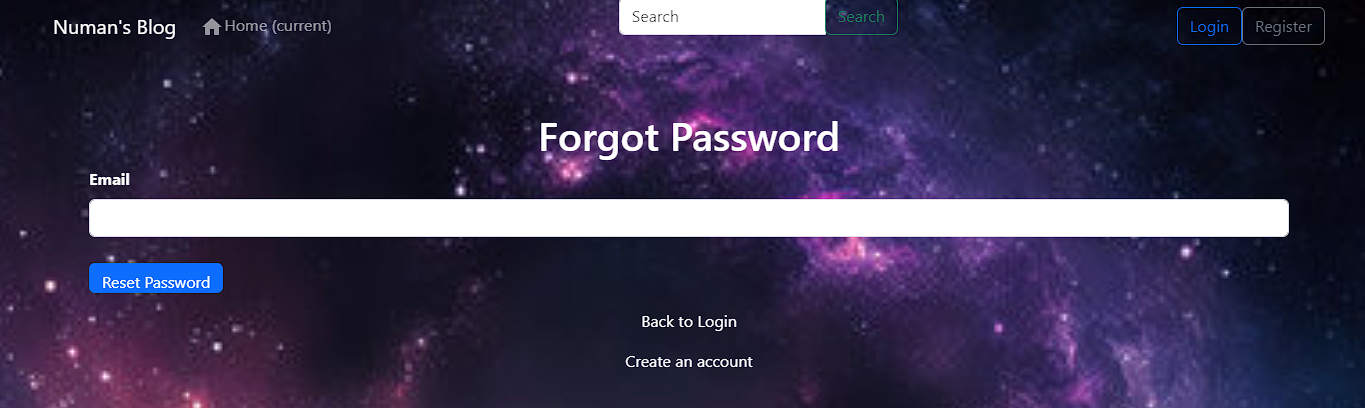 Numan's Blog Home (current) Search Search Login Register
Forgot Password
Email
Reset Password
Back to Login
Create an account